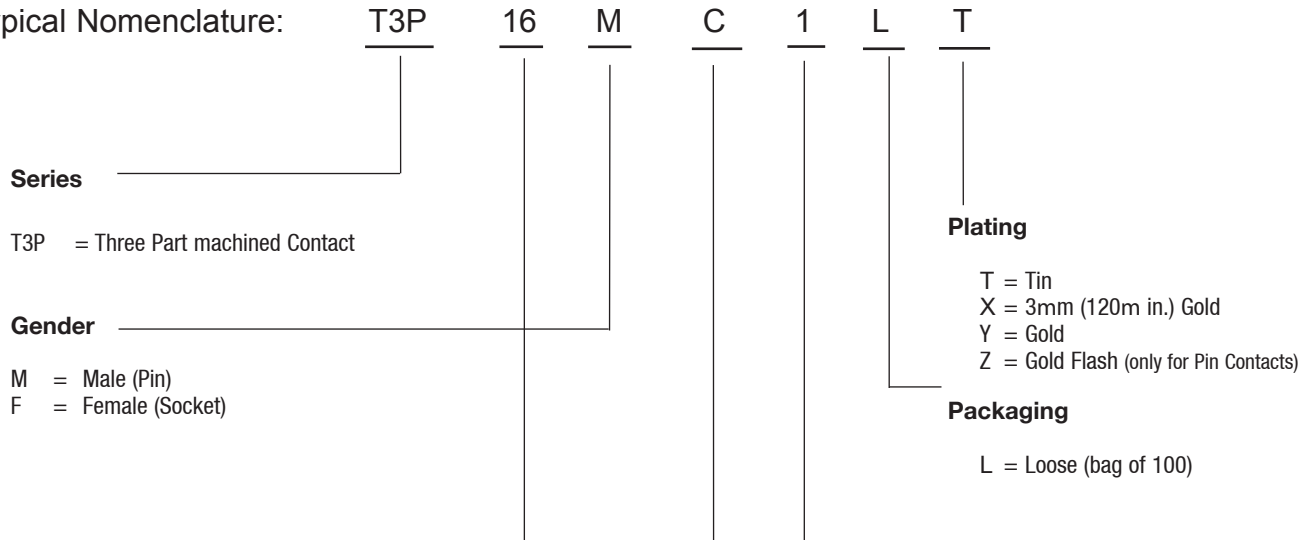 ypical Nomenclature: T3P 16 M C 1 L T
Series
T3P = Three Part machined Contact
Gender
M = Male (Pin)
F = Female (Socket)
Plating
T = Tin
X = 3mm (120m in.) Gold
Y = Gold
Z = Gold Flash (only for Pin Contacts)
Packaging
L = Loose (bag of 100)